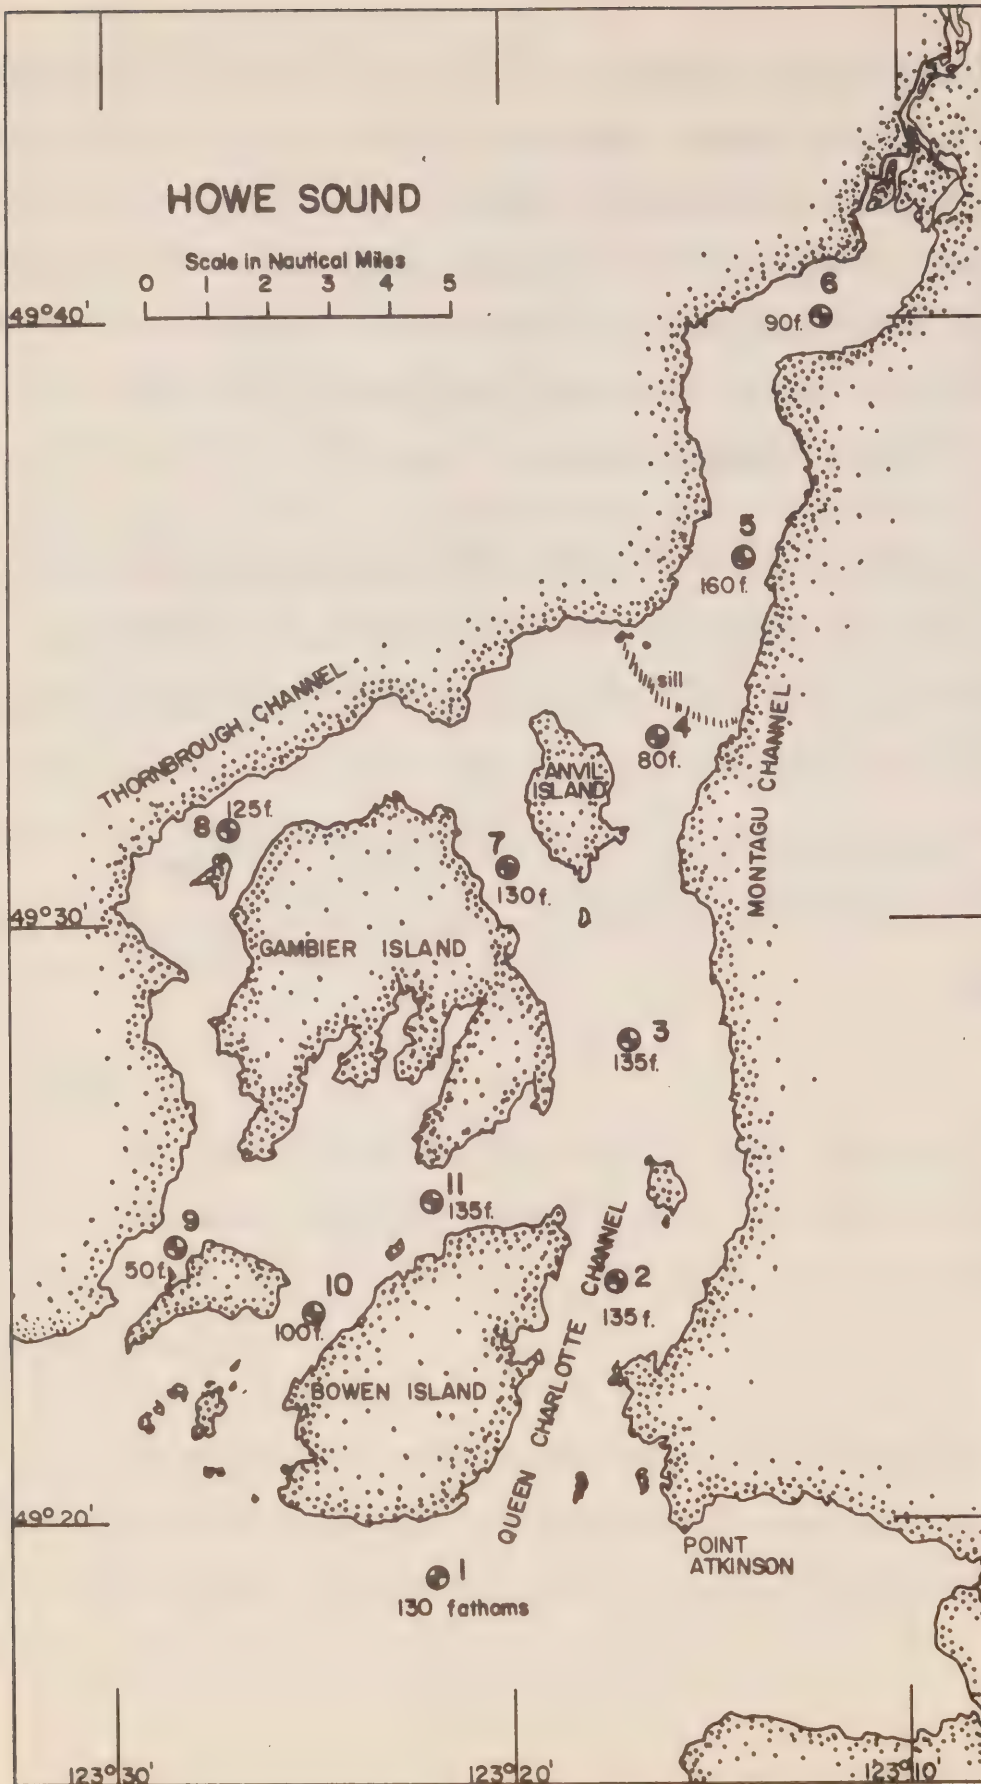 HOWE SOUND
Scale in Nautical Miles
0 1 2 3 4 5
49°40'
6
90f.
5
160f.
sill
4
80f.
THORNBROUGH CHANNEL
MONTAGU CHANNEL
ANVIL
ISLAND
125f.
8
7
130f.
49°30'
GAMBIER ISLAND
3
135f.
11
135f.
9
50f.
10
100f.
2
135f.
QUEEN CHARLOTTE CHANNEL
BOWEN ISLAND
49°20'
POINT
ATKINSON
1
130 fathoms
123°30' 123°20' 123°10'